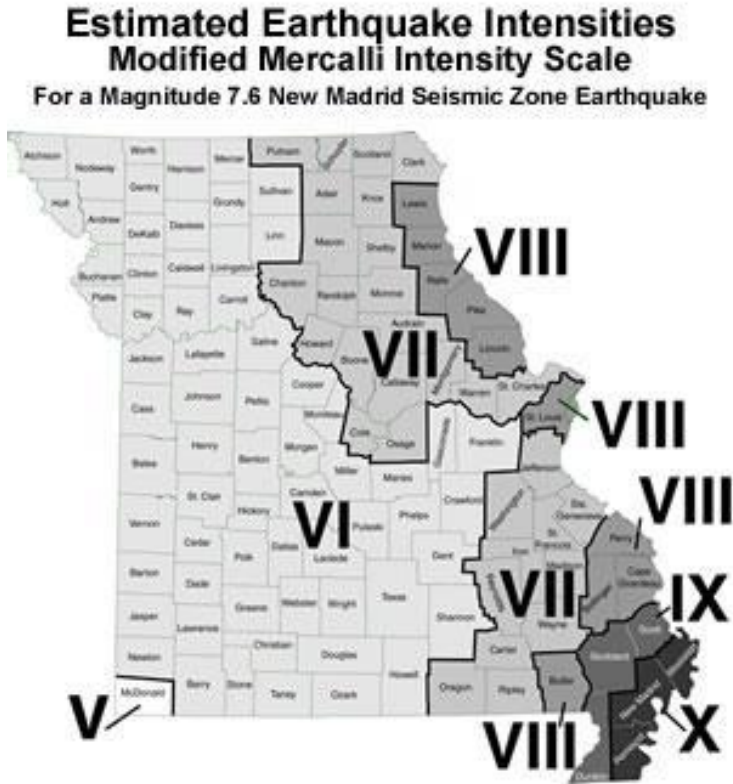 Estimated Earthquake Intensities
Modified Mercalli Intensity Scale
For a Magnitude 7.6 New Madrid Seismic Zone Earthquake
Atchison
Nodaway
Worth
Harrison
Mercer
Putnam
Scotland
Clark
Holt
Gentry
Grundy
Sullivan
Adair
Knox
Lewis
Andrew
DeKalb
Daviess
Linn
Macon
Shelby
Marion
VIII
Buchanan
Clinton
Caldwell
Livingston
Chariton
Randolph
Monroe
Ralls
Pike
Platte
Clay
Ray
Carroll
Saline
Howard
Audrain
Lincoln
Jackson
Lafayette
Boone
VII
Callaway
Montgomery
Warren
St. Charles
Cass
Johnson
Pettis
Cooper
Moniteau
Cole
Osage
Franklin
St. Louis
VIII
Bates
Henry
Benton
Morgan
Miller
Maries
Jefferson
Vernon
St. Clair
Hickory
Camden
VI
Pulaski
Phelps
Crawford
Washington
Ste.
Genevieve
VIII
Cedar
Polk
Dallas
Laclede
Dent
Iron
St.
Francois
Madison
Perry
Barton
Dade
Greene
Webster
Wright
Texas
Shannon
VII
Wayne
Cape
Girardeau
IX
Jasper
Lawrence
Christian
Douglas
Howell
Carter
Stoddard
Scott
Newton
McDonald
Barry
Stone
Taney
Ozark
Oregon
Ripley
Butler
New Madrid
V
VIII
X
Pemiscot
Dunklin